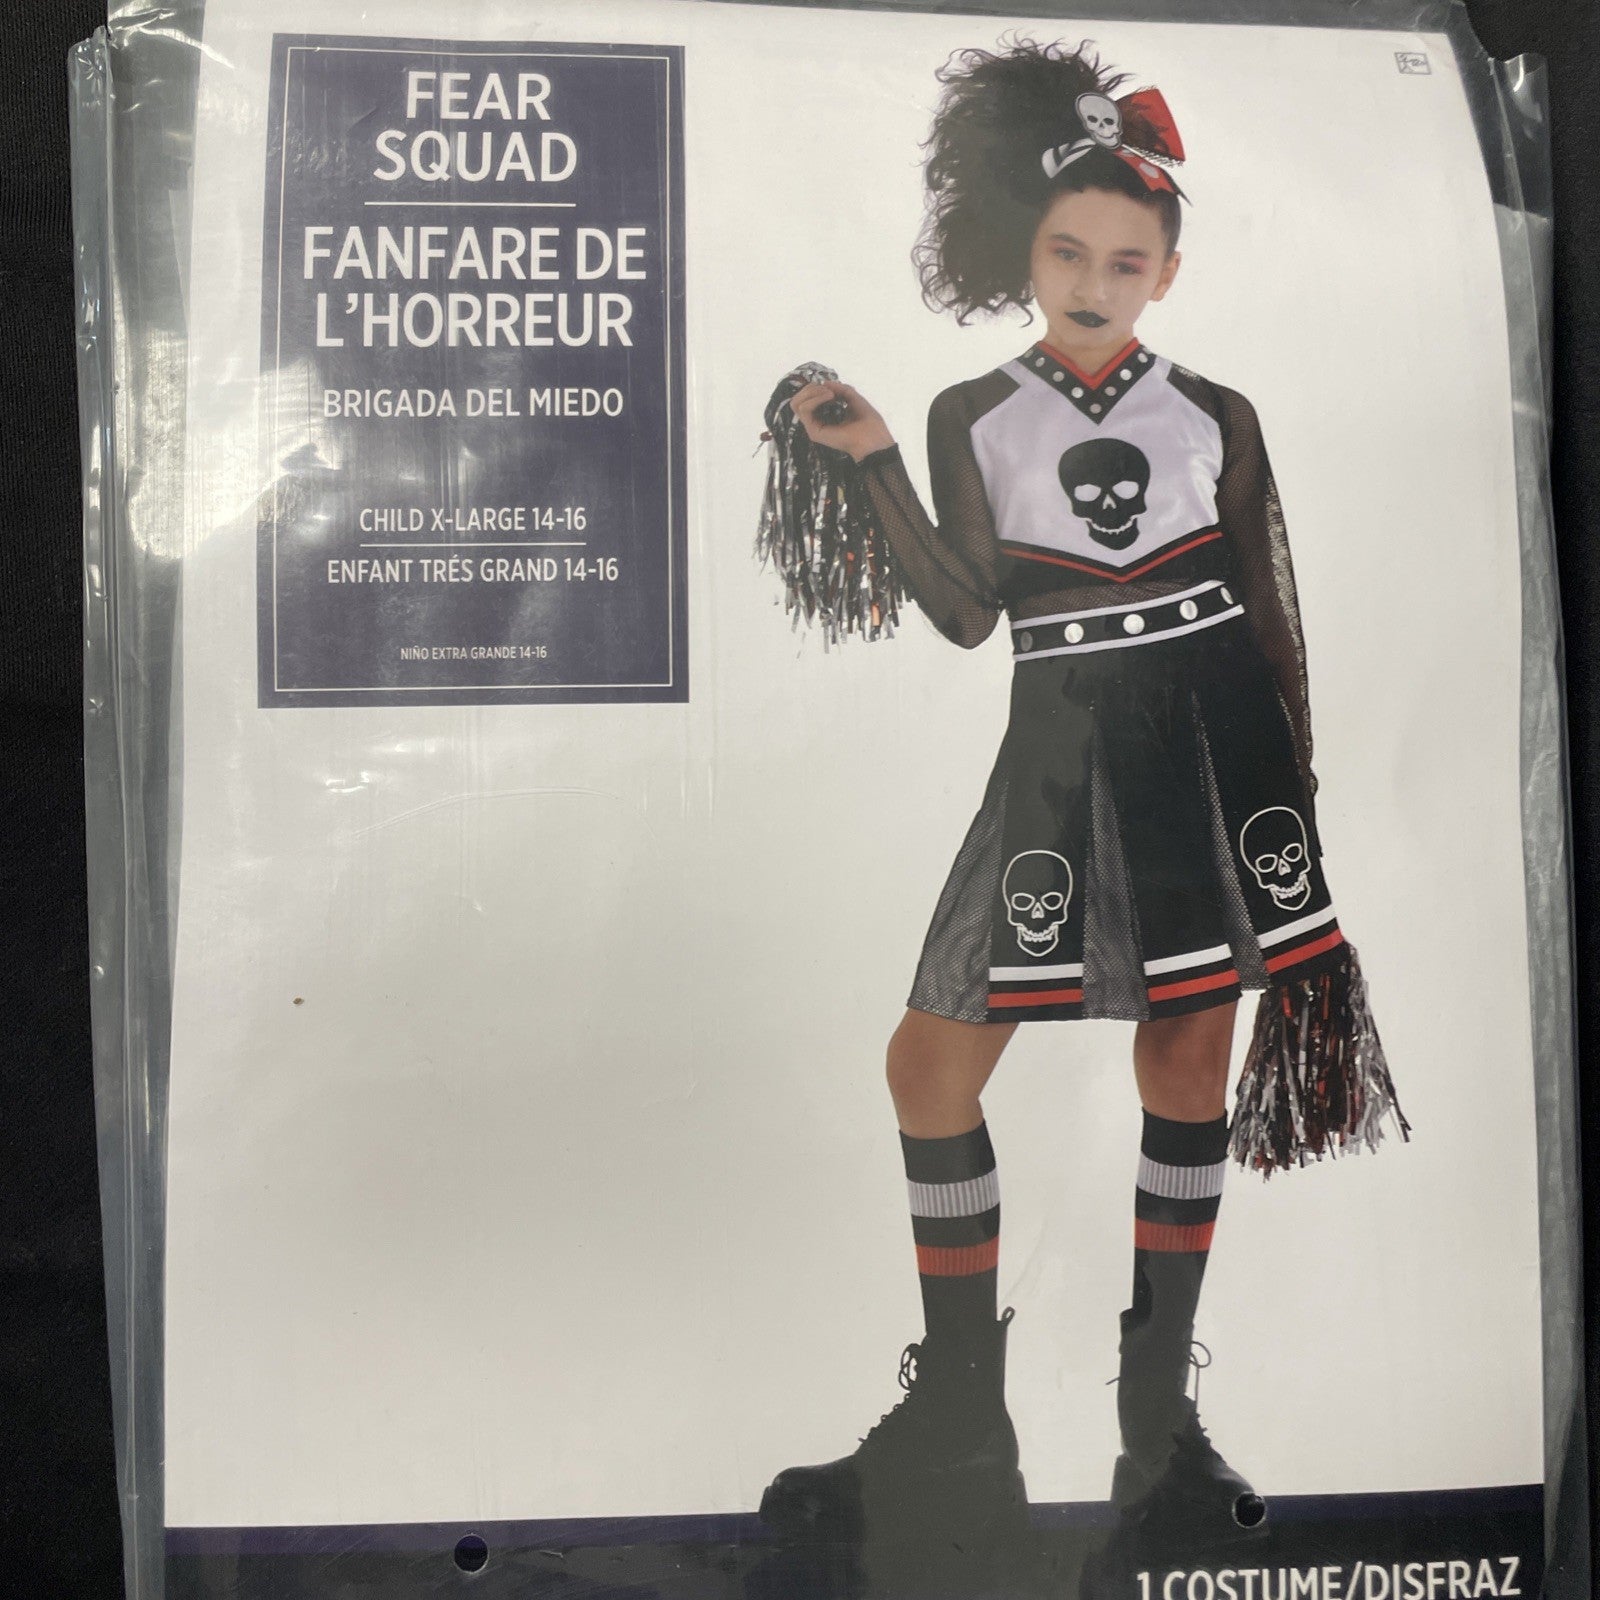 FEAR
SQUAD
FANFARE DE
L'HORREUR
BRIGADA DEL MIEDO
CHILD X-LARGE 14-16
ENFANT TRÉS GRAND 14-16
NIÑO EXTRA GRANDE 14-16
1 COSTUME/DISFRAZ